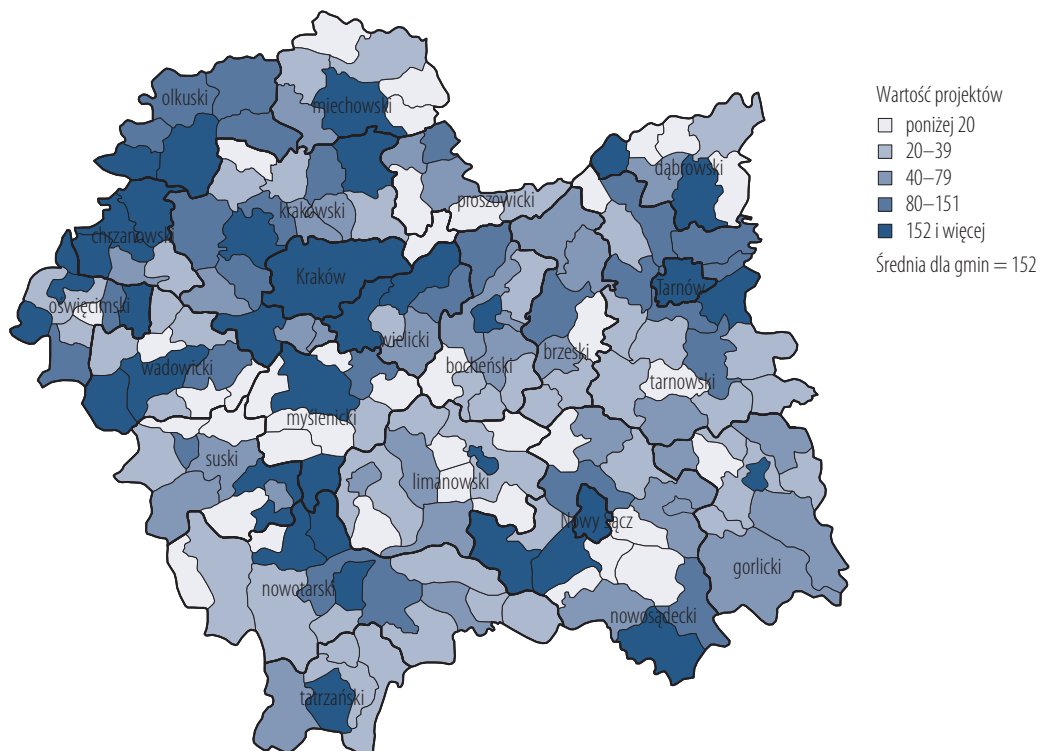 Wartość projektów
poniżej 20
20–39
40–79
80–151
152 i więcej
Średnia dla gmin = 152
olkuski
miechowski
dąbrowski
proszowicki
krakowski
chrzanowski
Kraków
Tarnów
oświęcimski
wielicki
bocheński
brzeski
wadowicki
tarnowski
myślenicki
suski
limanowski
Nowy Sącz
gorlicki
nowotarski
nowosądecki
tatrzański